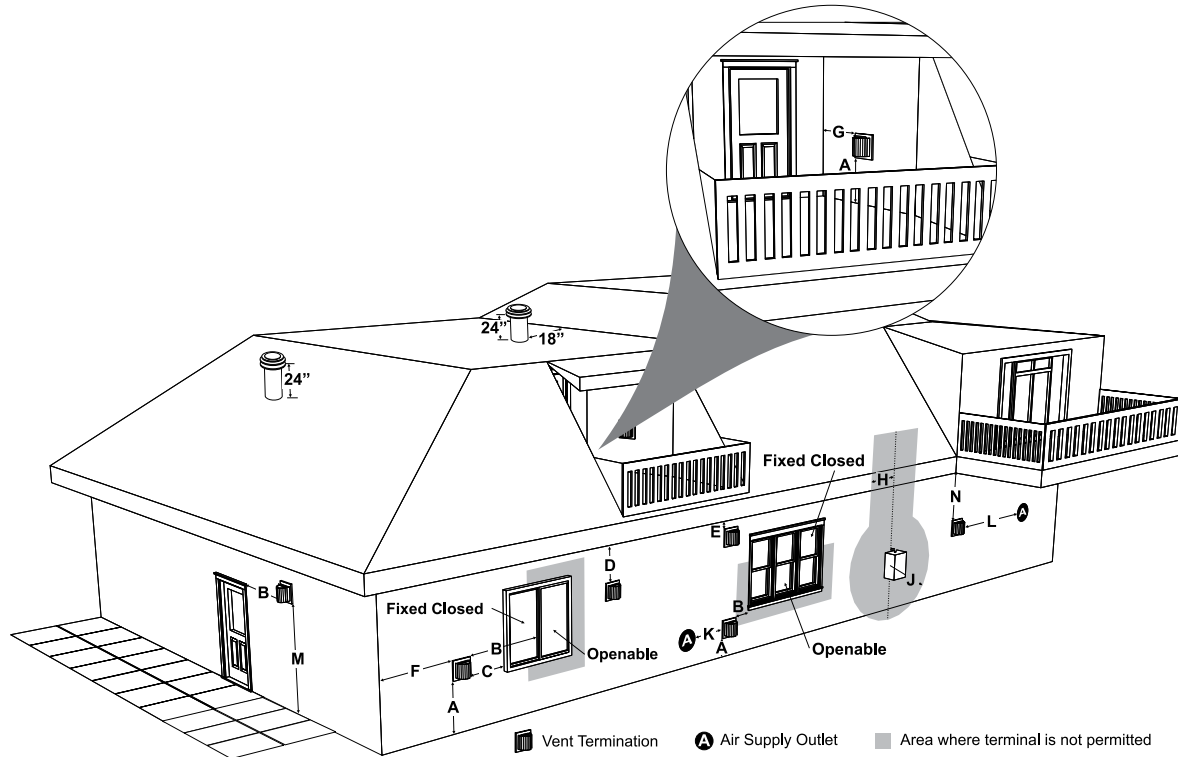 G
A
24”
18”
24”
Fixed Closed
H
N
L
A
E
D
J
B
Fixed Closed
B
K
A
A
Openable
B
Openable
M
F
C
A
Vent Termination
A Air Supply Outlet
Area where terminal is not permitted